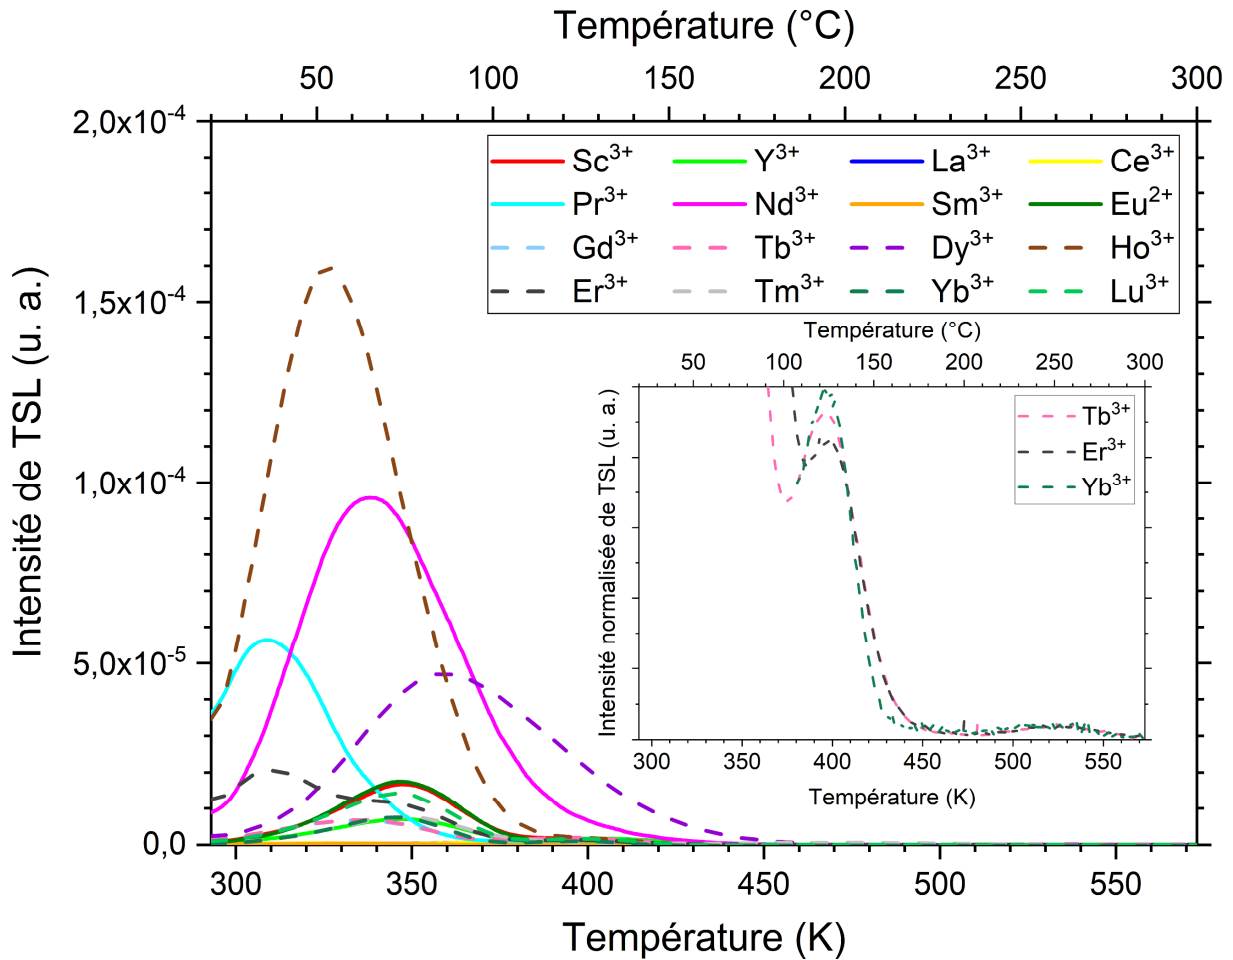 Température (°C)
0 50 100 150 200 250 300
2,0x10⁻⁴
1,5x10⁻⁴
1,0x10⁻⁴
5,0x10⁻⁵
0,0
Intensité de TSL (u. a.)
Sc³⁺ Y³⁺ La³⁺ Ce³⁺
Pr³⁺ Nd³⁺ Sm³⁺ Eu²⁺
Gd³⁺ Tb³⁺ Dy³⁺ Ho³⁺
Er³⁺ Tm³⁺ Yb³⁺ Lu³⁺
Température (°C)
50 100 150 200 250 300
Intensité normalisée de TSL (u. a.)
Tb³⁺
Er³⁺
Yb³⁺
300 350 400 450 500 550
Température (K)
300 350 400 450 500 550
Température (K)